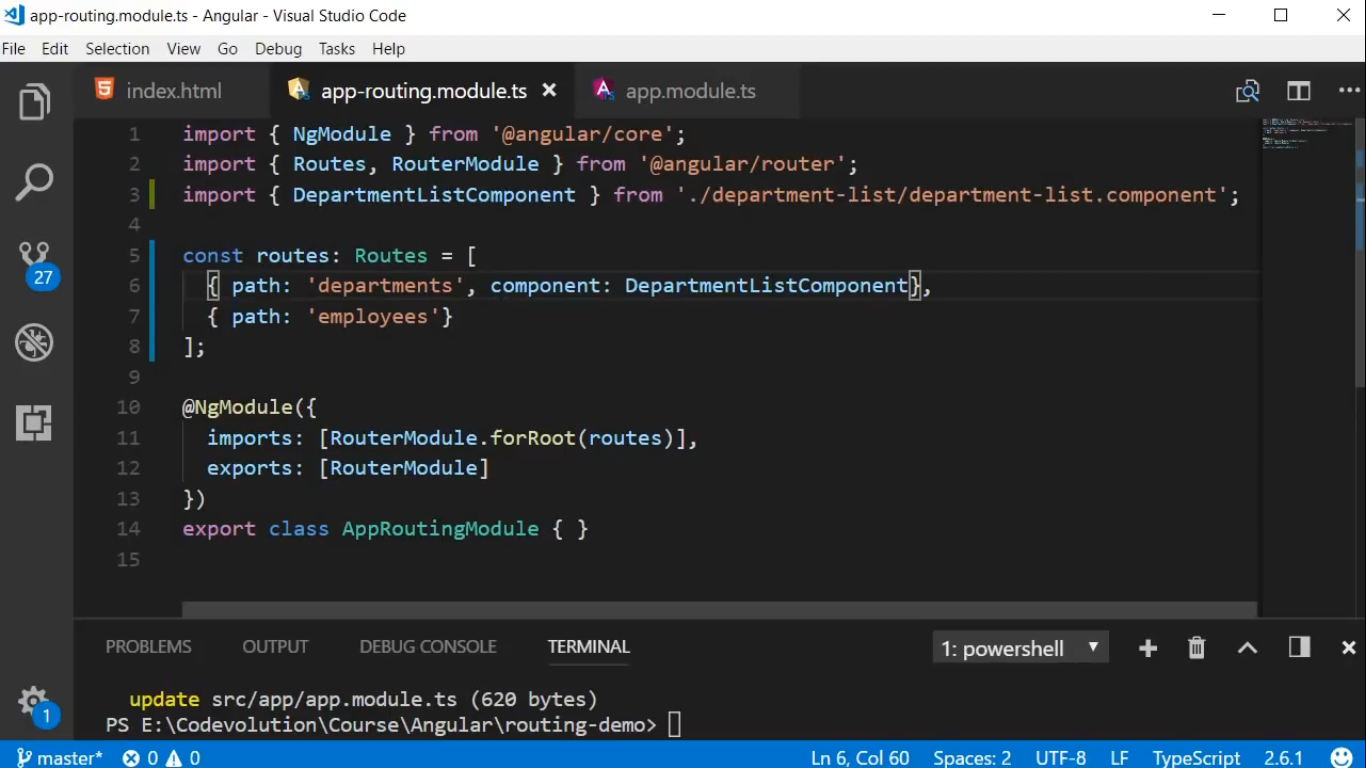 app-routing.module.ts - Angular - Visual Studio Code
File Edit Selection View Go Debug Tasks Help
index.html app-routing.module.ts app.module.ts
1 import { NgModule } from '@angular/core';
2 import { Routes, RouterModule } from '@angular/router';
3 import { DepartmentListComponent } from './department-list/department-list.component';
4
5 const routes: Routes = [
6 { path: 'departments', component: DepartmentListComponent},
7 { path: 'employees'}
8 ];
9
10 @NgModule({
11 imports: [RouterModule.forRoot(routes)],
12 exports: [RouterModule]
13 })
14 export class AppRoutingModule { }
15
27
PROBLEMS OUTPUT DEBUG CONSOLE TERMINAL 1: powershell
update src/app/app.module.ts (620 bytes)
PS E:\Codevolution\Course\Angular\routing-demo>
1
master* 0 0 Ln 6, Col 60 Spaces: 2 UTF-8 LF TypeScript 2.6.1